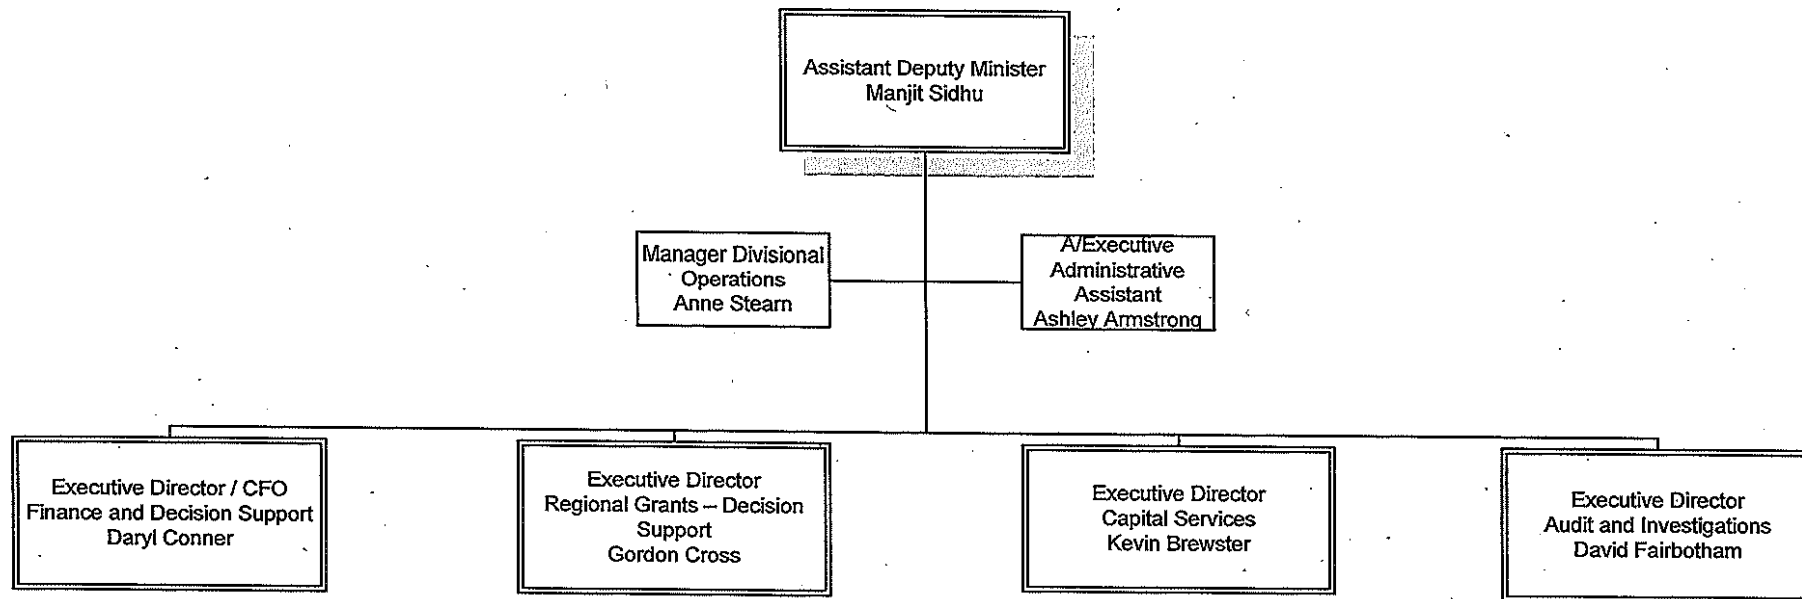 Assistant Deputy Minister
Manjit Sidhu
Manager Divisional
Operations
Anne Stearn
A/Executive
Administrative
Assistant
Ashley Armstrong
Executive Director / CFO
Finance and Decision Support
Daryl Conner
Executive Director
Regional Grants – Decision
Support
Gordon Cross
Executive Director
Capital Services
Kevin Brewster
Executive Director
Audit and Investigations
David Fairbotham